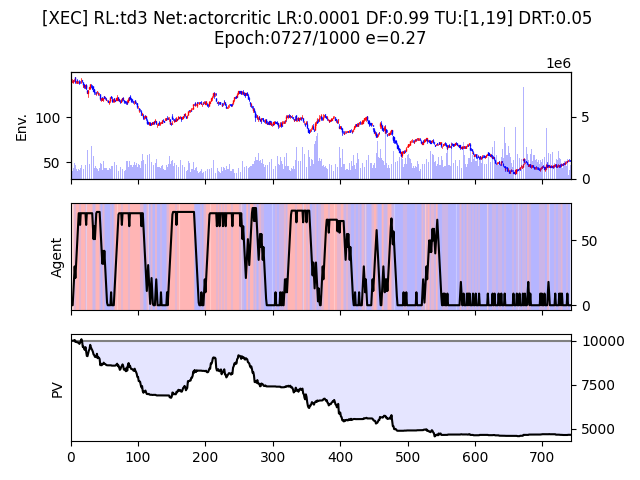 [XEC] RL:td3 Net:actorcritic LR:0.0001 DF:0.99 TU:[1,19] DRT:0.05
Epoch:0727/1000 e=0.27
1e6
Env.
100
50
5
0
Agent
50
0
PV
10000
7500
5000
0 100 200 300 400 500 600 700